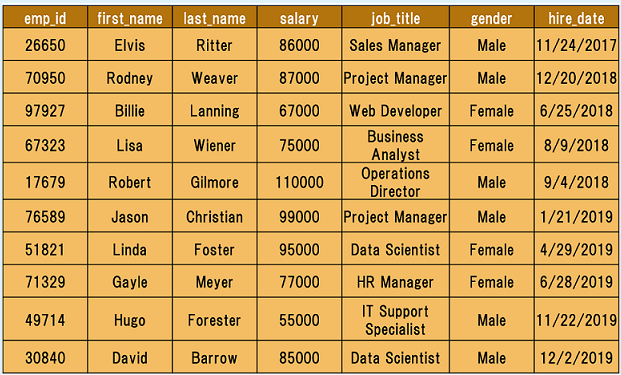 emp_id first_name last_name salary job_title gender hire_date
26650 Elvis Ritter 86000 Sales Manager Male 11/24/2017
70950 Rodney Weaver 87000 Project Manager Male 12/20/2018
97927 Billie Lanning 67000 Web Developer Female 6/25/2018
67323 Lisa Wiener 75000 Business Analyst Female 8/9/2018
17679 Robert Gilmore 110000 Operations Director Male 9/4/2018
76589 Jason Christian 99000 Project Manager Male 1/21/2019
51821 Linda Foster 95000 Data Scientist Female 4/29/2019
71329 Gayle Meyer 77000 HR Manager Female 6/28/2019
49714 Hugo Forester 55000 IT Support Specialist Male 11/22/2019
30840 David Barrow 85000 Data Scientist Male 12/2/2019